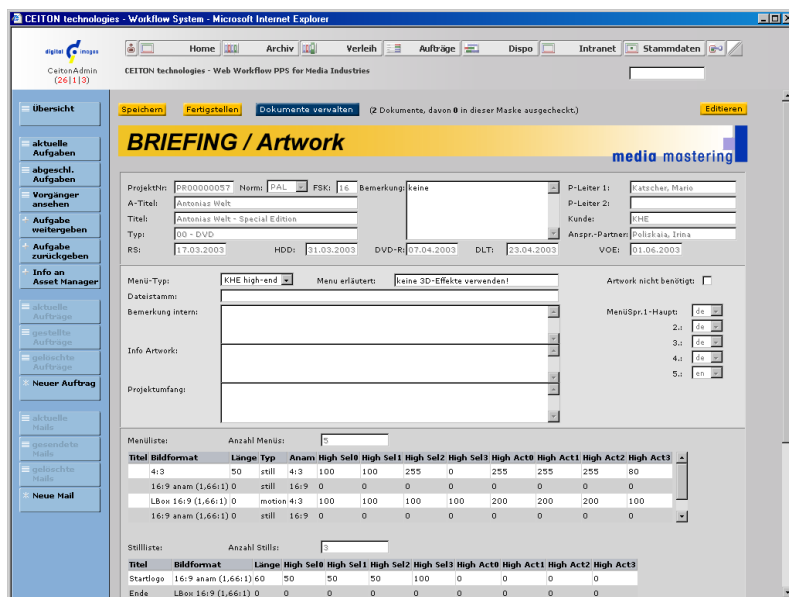 CEITON technologies - Workflow System - Microsoft Internet Explorer
digital images
Home Archiv Verleih Aufträge Dispo Intranet Stammdaten
CeitonAdmin
(26|1|3)
CEITON technologies - Web Workflow PPS for Media Industries
Übersicht
aktuelle Aufgaben
abgeschl. Aufgaben
Vorgänger ansehen
Aufgabe weitergeben
Aufgabe zurückgeben
Info an Asset Manager
aktuelle Aufträge
gestellte Aufträge
gelöschte Aufträge
Neuer Auftrag
aktuelle Mails
gesendete Mails
gelöschte Mails
Neue Mail
Speichern Fertigstellen Dokumente verwalten (2 Dokumente, davon 0 in dieser Maske ausgecheckt.) Editieren
BRIEFING / Artwork
media mastering
ProjektNr: PR00000057 Norm: PAL FSK: 16 Bemerkung: keine P-Leiter 1: Katscher, Mario
A-Titel: Antonias Welt P-Leiter 2:
Titel: Antonias Welt - Special Edition Kunde: KHE
Typ: 00 - DVD Anspr.-Partner: Poliskaia, Irina
RS: 17.03.2003 HDD: 31.03.2003 DVD-R: 07.04.2003 DLT: 23.04.2003 VOE: 01.06.2003
Menü-Typ: KHE high-end Menu erläutert: keine 3D-Effekte verwenden! Artwork nicht benötigt:
Dateistamm:
Bemerkung intern: MenüSpr.1-Haupt: de
2.: de
3.: de
Info Artwork:
4.: de
5.: en
Projektumfang:
Menüliste: Anzahl Menüs: 5
Titel Bildformat Länge Typ Anam High Sel0 High Sel1 High Sel2 High Sel3 High Act0 High Act1 High Act2 High Act3
4:3 50 still 4:3 100 100 255 0 255 255 255 80
16:9 anam (1,66:1) 0 still 16:9 0 0 0 0 0 0 0 0
LBox 16:9 (1,66:1) 0 motion 4:3 100 100 100 100 200 200 200 100
16:9 anam (1,66:1) 0 still 16:9 0 0 0 0 0 0 0 0
Stillliste: Anzahl Stills: 3
Titel Bildformat Länge High Sel0 High Sel1 High Sel2 High Sel3 High Act0 High Act1 High Act2 High Act3
Startlogo 16:9 anam (1,66:1) 60 50 50 50 100 0 0 0 0
Ende LBox 16:9 (1,66:1) 0 0 0 0 0 0 0 0 0